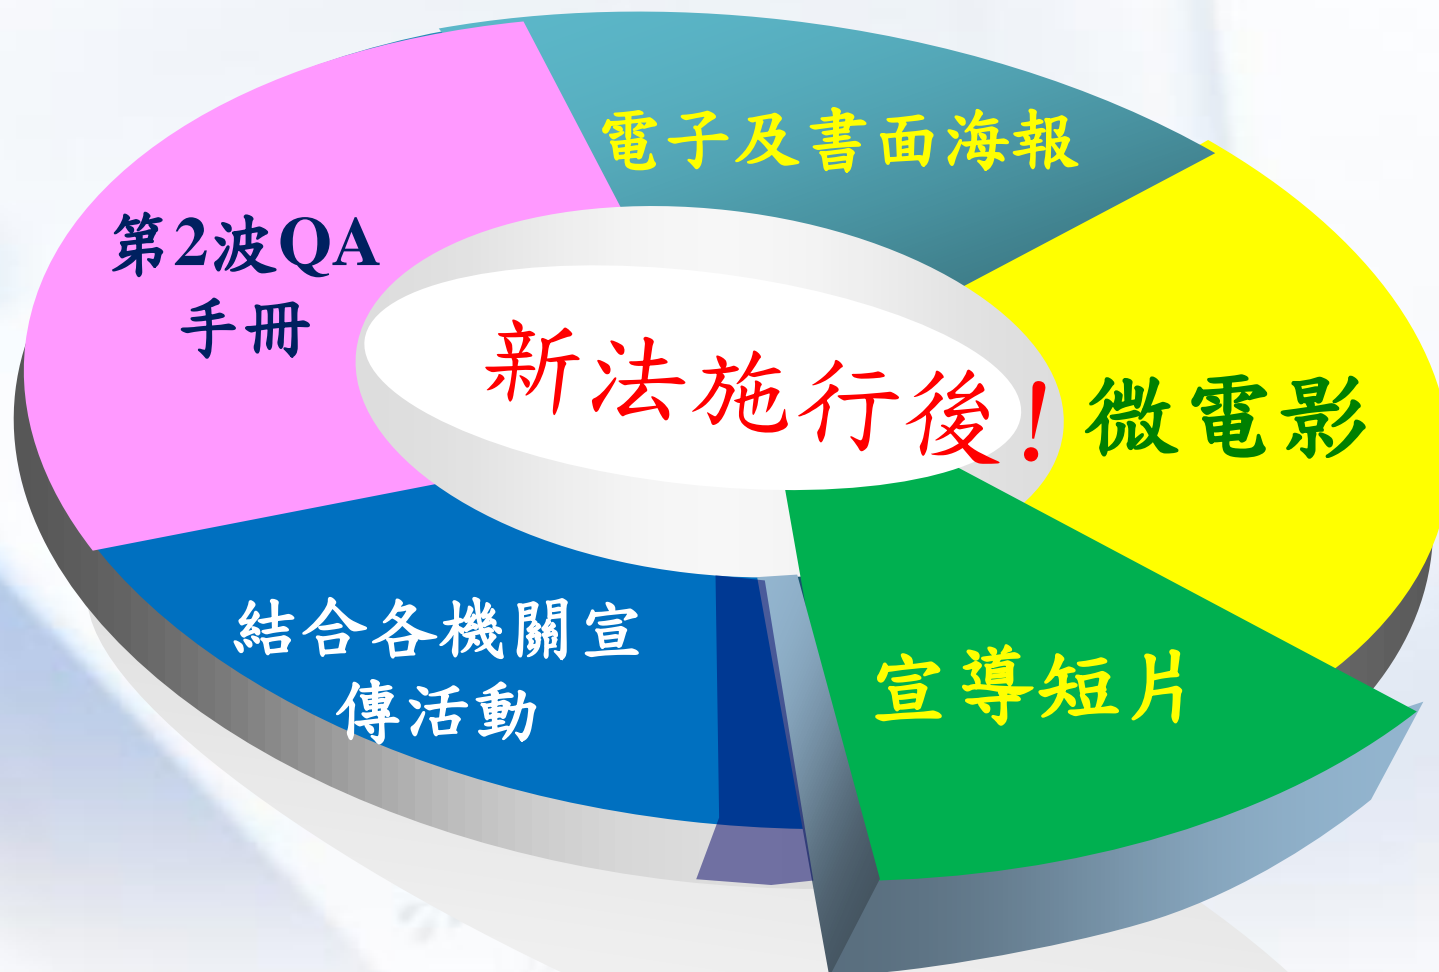 電子及書面海報
第2波QA
手冊
新法施行後!
微電影
結合各機關宣
傳活動
宣導短片